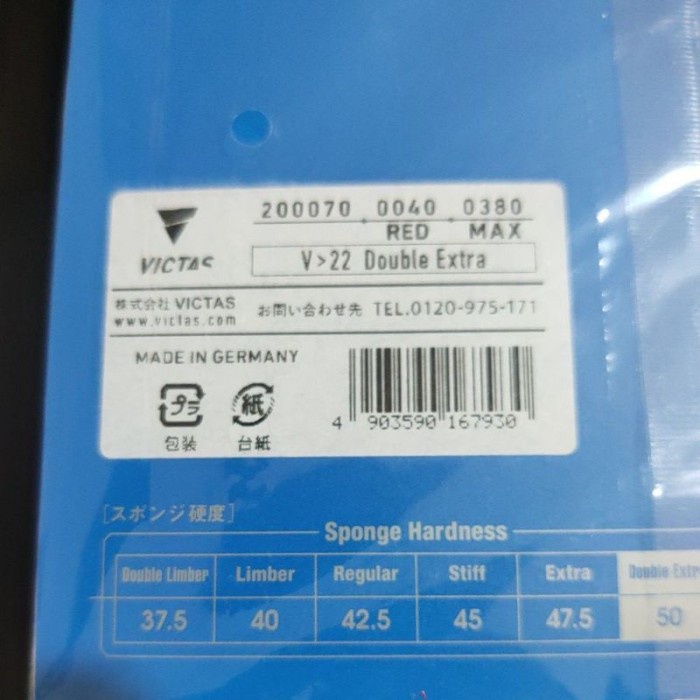 200070 0040 0380
RED MAX
VICTAS
V>22 Double Extra
株式会社 VICTAS
www.victas.com
お問い合わせ先 TEL.0120-975-171
MADE IN GERMANY
プラ
紙
包装
台紙
4 903590 167930
[スポンジ硬度]
Sponge Hardness
Double Limber Limber Regular Stiff Extra Double Extr
37.5 40 42.5 45 47.5 50